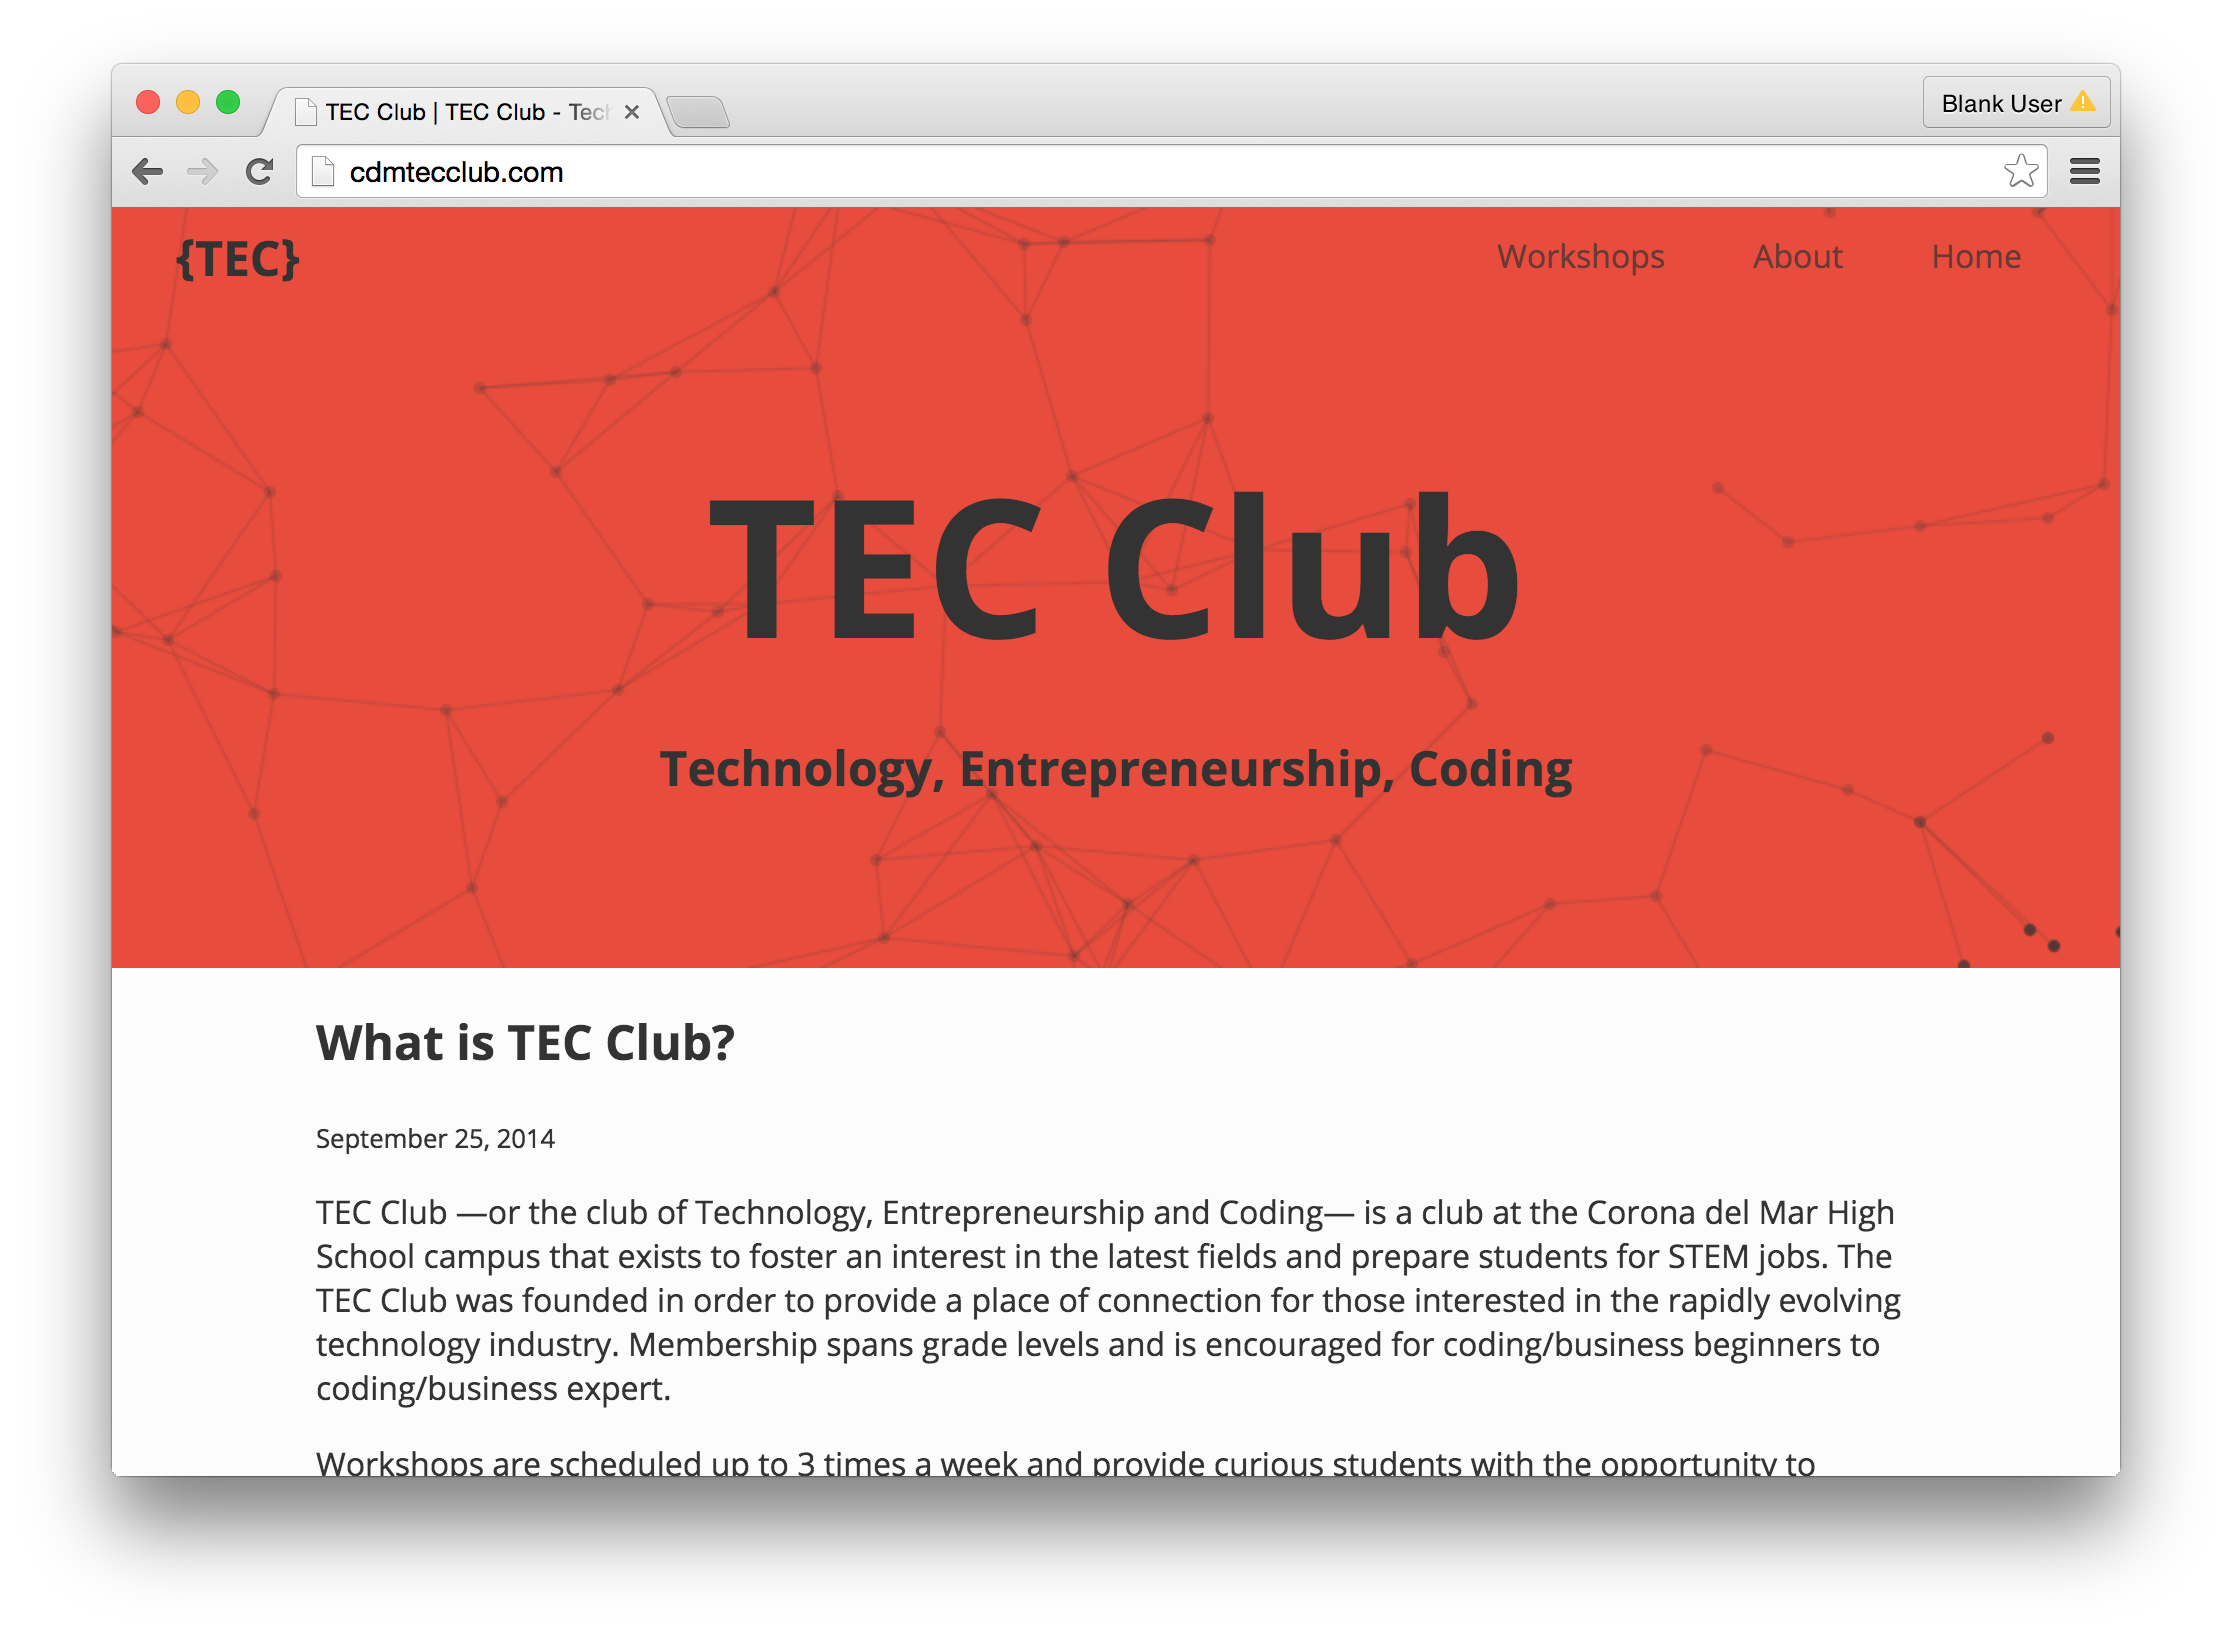 TEC Club | TEC Club - Tech
Blank User
cdmtecclub.com
{TEC}
Workshops About Home
TEC Club
Technology, Entrepreneurship, Coding
What is TEC Club?
September 25, 2014
TEC Club —or the club of Technology, Entrepreneurship and Coding— is a club at the Corona del Mar High
School campus that exists to foster an interest in the latest fields and prepare students for STEM jobs. The
TEC Club was founded in order to provide a place of connection for those interested in the rapidly evolving
technology industry. Membership spans grade levels and is encouraged for coding/business beginners to
coding/business expert.
Workshops are scheduled up to 3 times a week and provide curious students with the opportunity to